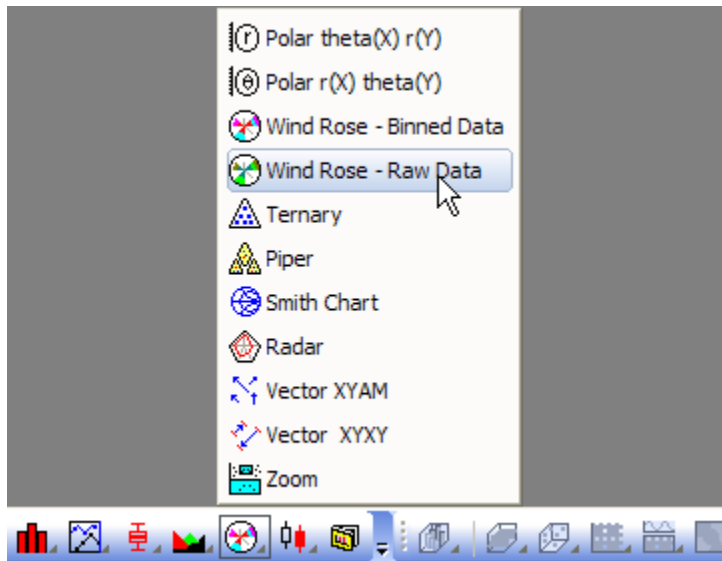 Polar theta(X) r(Y)
Polar r(X) theta(Y)
Wind Rose - Binned Data
Wind Rose - Raw Data
Ternary
Piper
Smith Chart
Radar
Vector XYAM
Vector  XYXY
Zoom